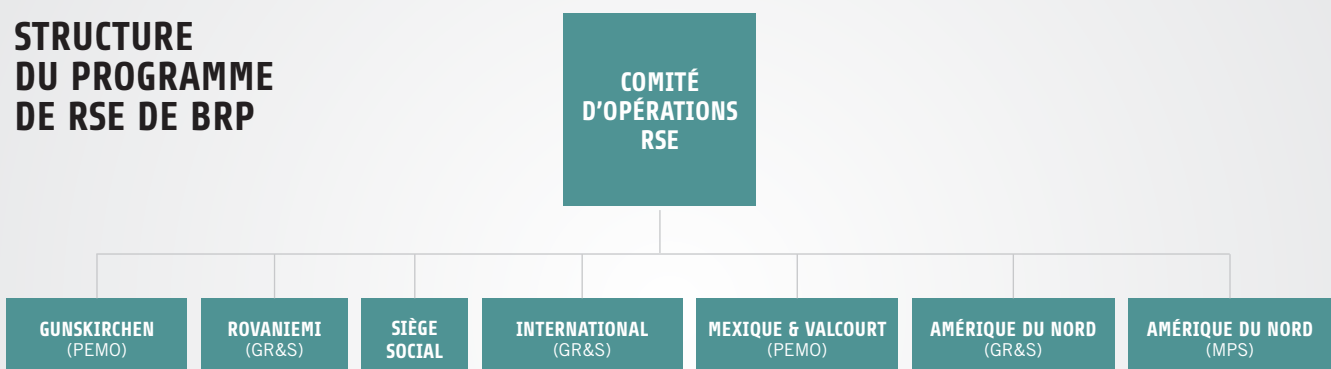 STRUCTURE
DU PROGRAMME
DE RSE DE BRP
COMITÉ
D'OPÉRATIONS
RSE
GUNSKIRCHEN
(PEMO)
ROVANIEMI
(GR&S)
SIÈGE
SOCIAL
INTERNATIONAL
(GR&S)
MEXIQUE & VALCOURT
(PEMO)
AMÉRIQUE DU NORD
(GR&S)
AMÉRIQUE DU NORD
(MPS)